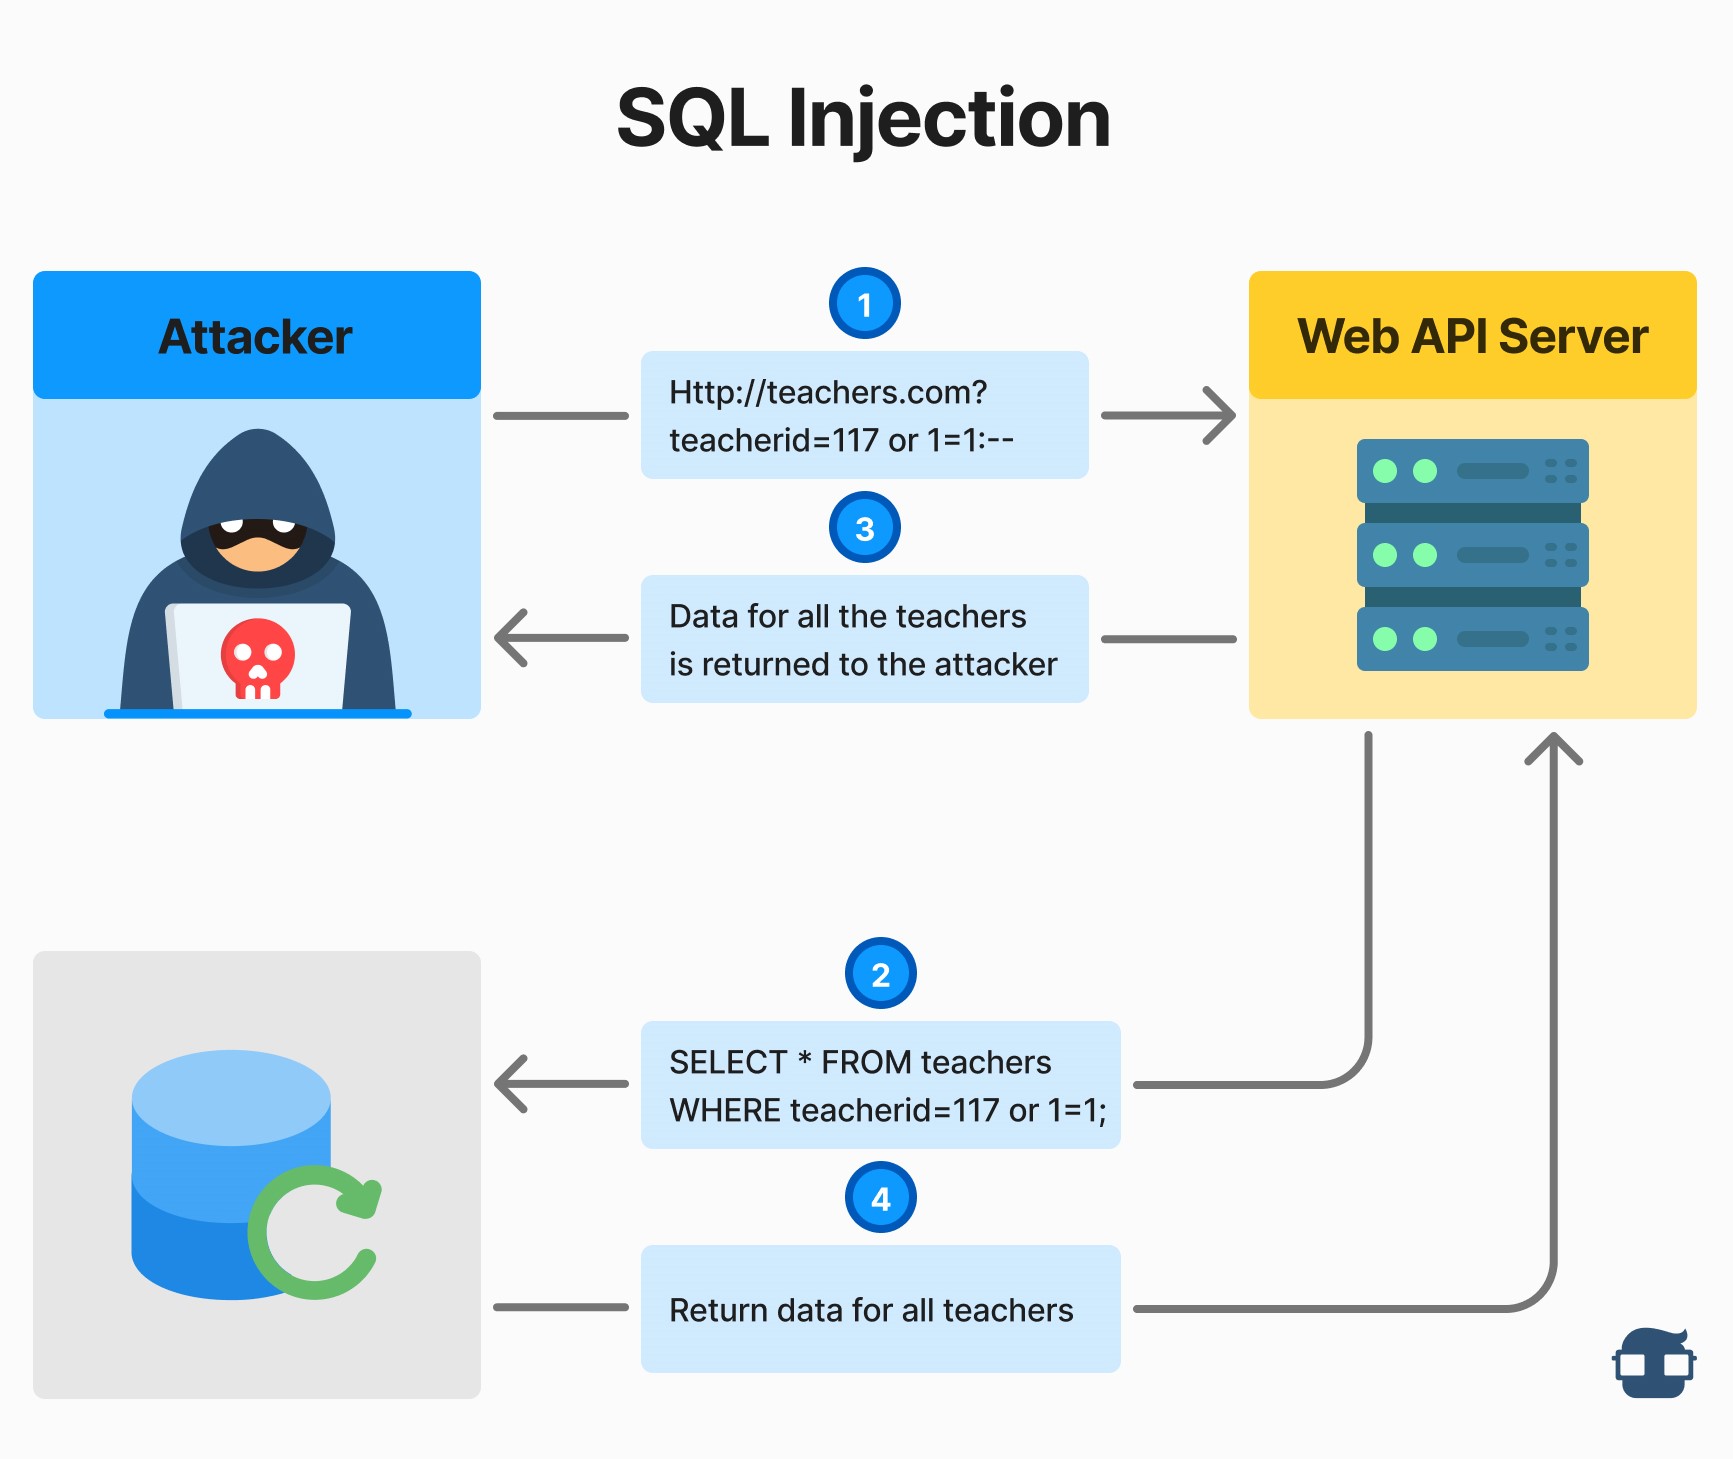 SQL Injection
Attacker
1
Http://teachers.com?
teacherid=117 or 1=1:--
Web API Server
3
Data for all the teachers
is returned to the attacker
2
SELECT * FROM teachers
WHERE teacherid=117 or 1=1;
4
Return data for all teachers